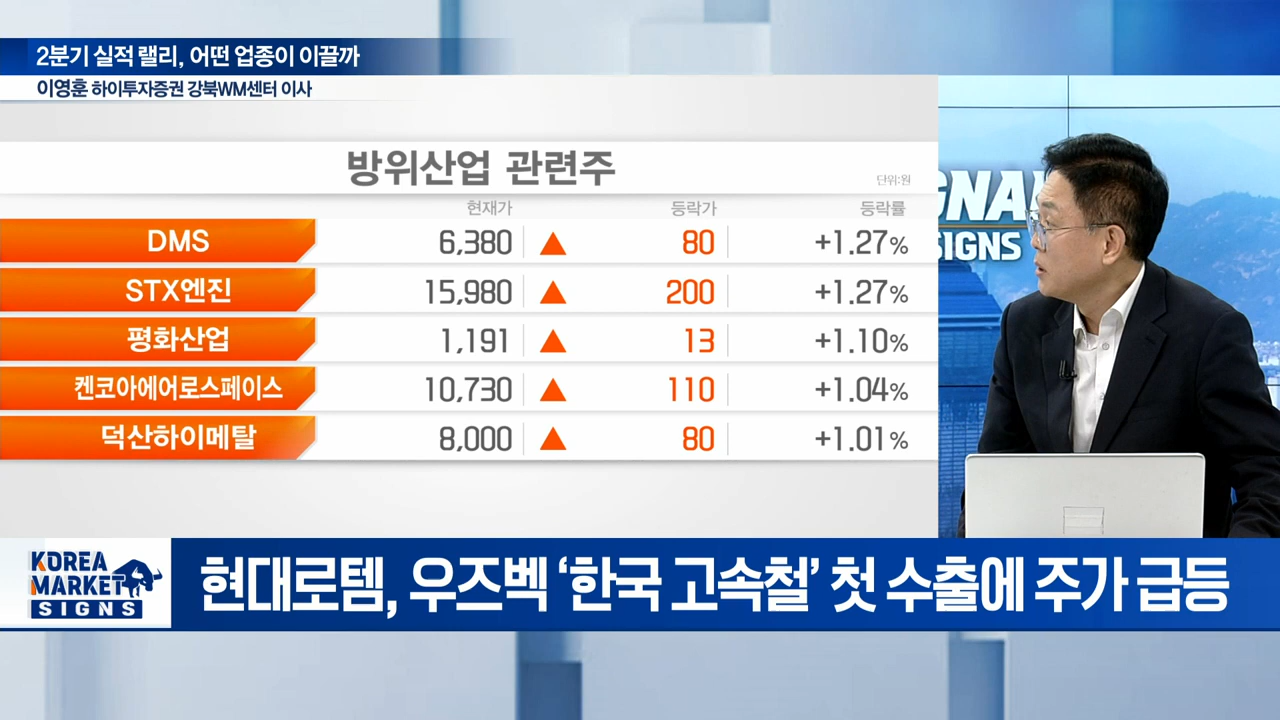 2분기 실적 랠리, 어떤 업종이 이끌까
이영훈 하이투자증권 강북WM센터 이사
방위산업 관련주
단위:원
현재가 등락가 등락률
DMS 6,380 ▲ 80 +1.27%
STX엔진 15,980 ▲ 200 +1.27%
평화산업 1,191 ▲ 13 +1.10%
켄코아에어로스페이스 10,730 ▲ 110 +1.04%
덕산하이메탈 8,000 ▲ 80 +1.01%
GNA
SIGNS
KOREA
MARKET
SIGNS
현대로템, 우즈벡 ‘한국 고속철’ 첫 수출에 주가 급등